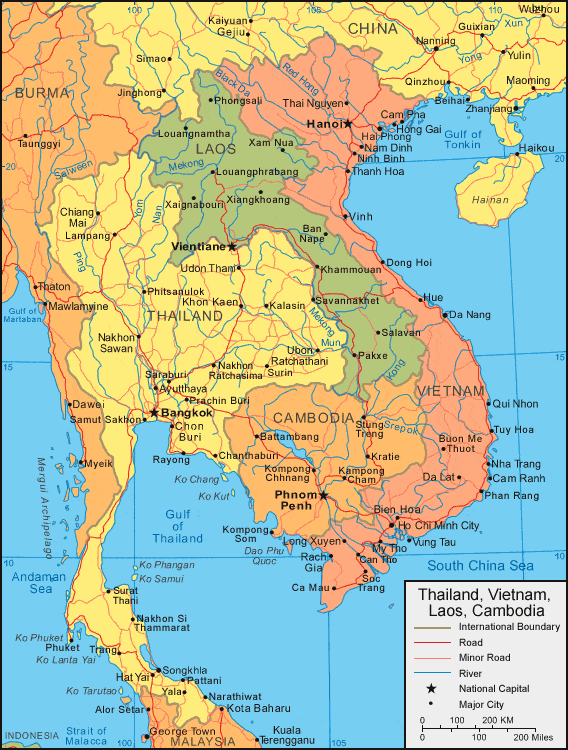 100
105
Wuzhou
Kaiyuan
Gejiu
CHINA
Guixian
Xun
Nanning
Yulin
Yong
Simao
Jinghong
Qinzhou
Maoming
Beihai
Zhanjiang
BURMA
Black Da
Red Hong
Phongsali
Thai Nguyen
Cam Pha
Hanoi
Hong Gai
Hai Phong
Gulf of
Tonkin
Taunggyi
Louangnamtha
LAOS
Xam Nua
Nam Dinh
Ninh Binh
Haikou
20
20
Salween
Mekong
Louangphrabang
Thanh Hoa
Hainan
Xaignabouri
Xiangkhoang
Chiang
Mai
Yom
Nan
Lampang
Vinh
Ban
Nape
Ping
Vientiane
Udon Tham
Khammouan
Dong Hoi
Thaton
Mawlamyine
Gulf of
Martaban
Phitsanulok
Khon Kaen
Kalasin
Savannakhet
Hue
Da Nang
THAILAND
Mekong
Mun
Salavan
Nakhon
Sawan
Ubon
Ratchathani
Pakxe
15
15
Nakhon
Ratchasima
Surin
Kong
Saraburi
Ayutthaya
VIETNAM
Dawei
Prachin Buri
Samut Sakhon
Bangkok
CAMBODIA
Qui Nhon
Chon
Buri
Stung
Treng
Srepok
Tuy Hoa
Battambang
Buon Me
Thuot
Rayong
Chanthaburi
Kratie
Myeik
Nha Trang
Kompong
Chhnang
Kampong
Cham
Da Lat
Cam Ranh
Ko Chang
Ko Kut
Phnom
Penh
Phan Rang
Mergui Archipelago
Bien Hoa
Gulf
of
Thailand
Kompong
Som
Ho Chi Minh City
Long Xuyen
My Tho
Vung Tau
Dao Phu
Quoc
Rach
Gia
Can Tho
10
10
Ko Phangan
Ko Samui
South China Sea
Andaman
Sea
Soc
Trang
Ca Mau
Surat
Thani
Nakhon Si
Thammarat
Ko Phuket
Phuket
Trang
Ko Lanta Yai
Songkhla
Hat Yai
Pattani
Ko Tarutao
Yala
Narathiwat
Alor Setar
Kota Baharu
INDONESIA
Strait of
Malacca
100
George Town
MALAYSIA
Kuala
Terengganu
105
Thailand, Vietnam,
Laos, Cambodia
International Boundary
Road
Minor Road
River
National Capital
Major City
0 100 200 KM
0 100 200 Miles